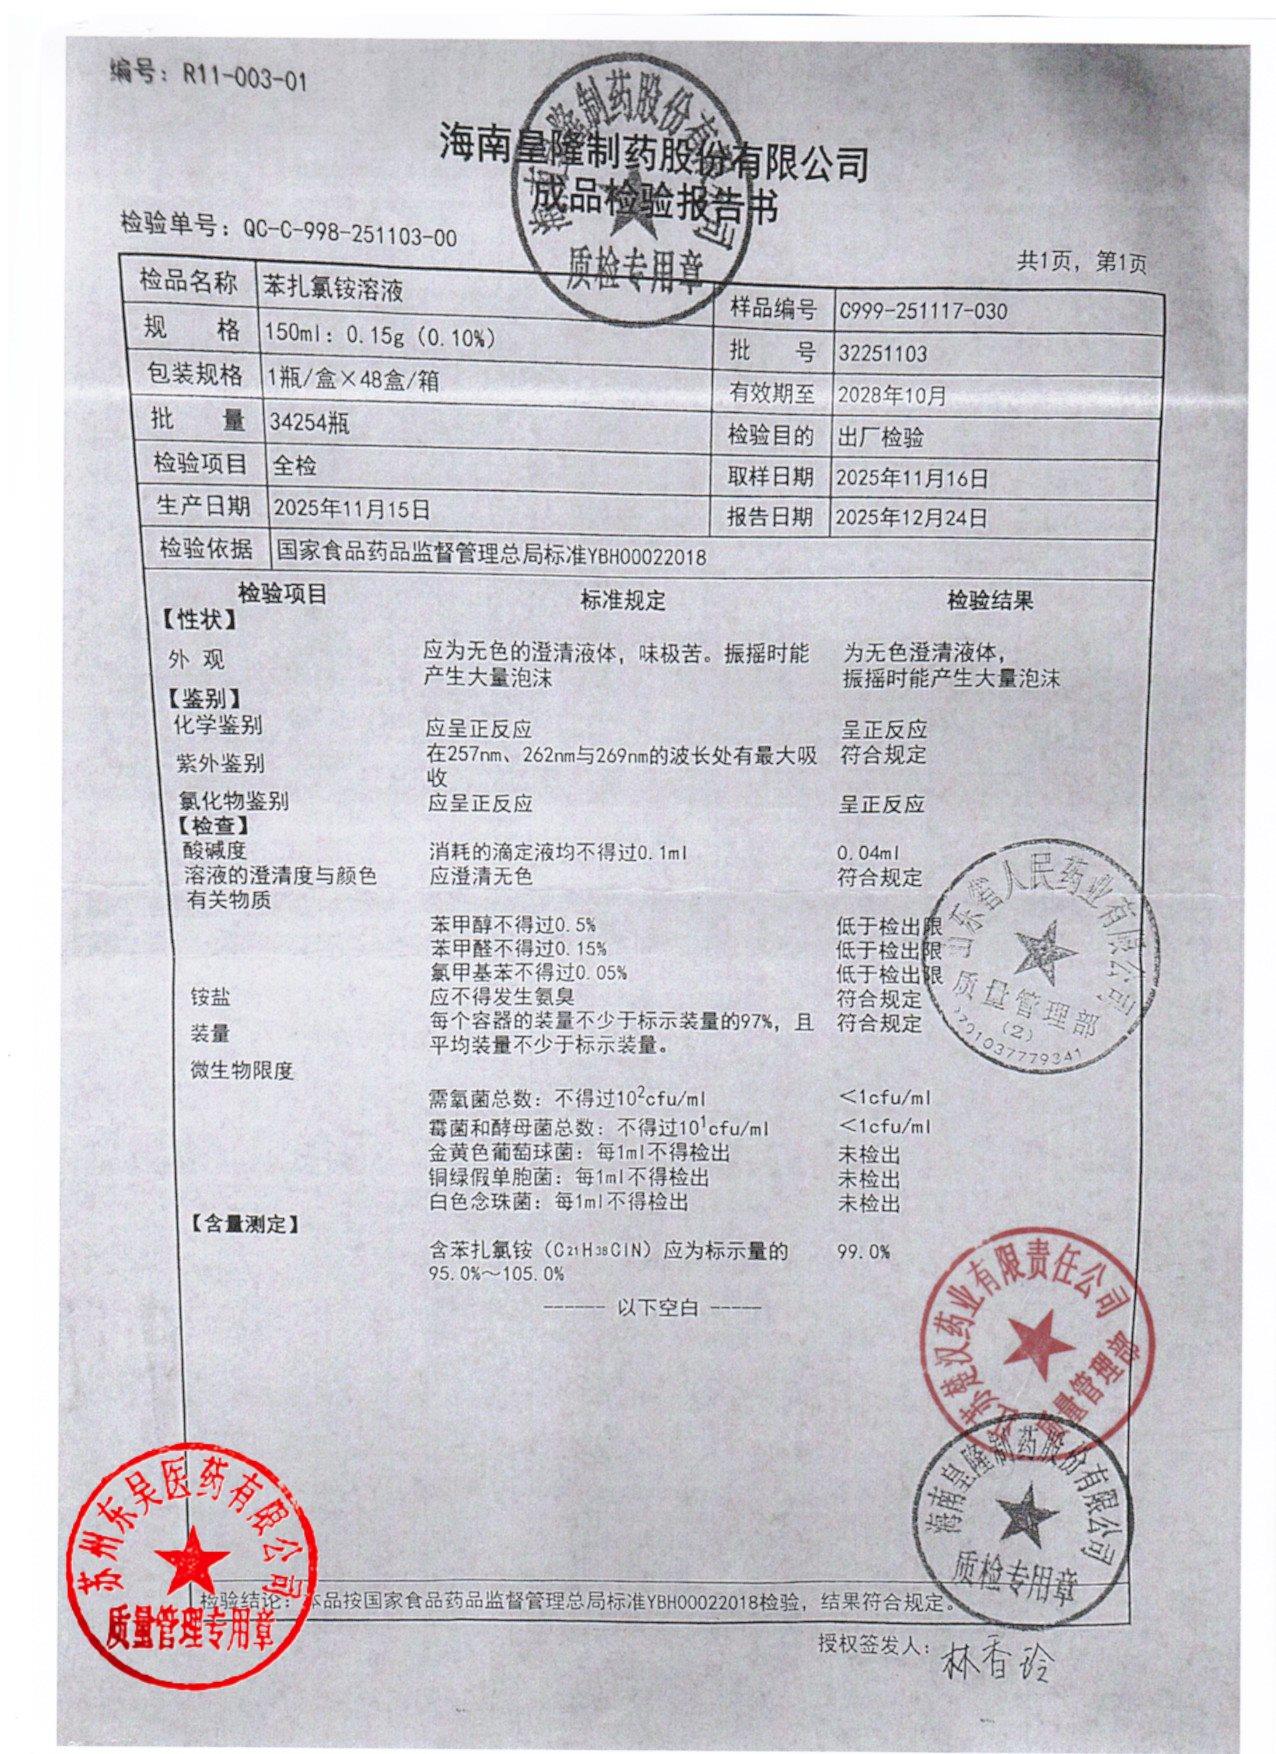 编号：R11-003-01
海南皇隆制药股份有限公司
成品检验报告书
海南皇隆制药股份有限公司
质检专用章
检验单号：QC-C-998-251103-00
共1页，第1页
检品名称 苯扎氯铵溶液 样品编号 C999-251117-030
规 格 150ml：0.15g（0.10%） 批 号 32251103
包装规格 1瓶/盒×48盒/箱 有效期至 2028年10月
批 量 34254瓶 检验目的 出厂检验
检验项目 全检 取样日期 2025年11月16日
生产日期 2025年11月15日 报告日期 2025年12月24日
检验依据 国家食品药品监督管理总局标准YBH00022018
检验项目 标准规定 检验结果
【性状】
外 观 应为无色的澄清液体，味极苦。振摇时能 为无色澄清液体，
产生大量泡沫 振摇时能产生大量泡沫
【鉴别】
化学鉴别 应呈正反应 呈正反应
紫外鉴别 在257nm、262nm与269nm的波长处有最大吸 符合规定
收
氯化物鉴别 应呈正反应 呈正反应
【检查】
酸碱度 消耗的滴定液均不得过0.1ml 0.04ml
溶液的澄清度与颜色 应澄清无色 符合规定
有关物质
苯甲醇不得过0.5% 低于检出限
苯甲醛不得过0.15% 低于检出限
氯甲基苯不得过0.05% 低于检出限
铵盐 应不得发生氨臭 符合规定
装量 每个容器的装量不少于标示装量的97%，且 符合规定
平均装量不少于标示装量。
山东省人民药业有限公司
质量管理部
（2）
3701037779341
微生物限度
需氧菌总数：不得过10²cfu/ml <1cfu/ml
霉菌和酵母菌总数：不得过10¹cfu/ml <1cfu/ml
金黄色葡萄球菌：每1ml不得检出 未检出
铜绿假单胞菌：每1ml不得检出 未检出
白色念珠菌：每1ml不得检出 未检出
【含量测定】
含苯扎氯铵（C₂₁H₃₈ClN）应为标示量的 99.0%
95.0%～105.0%
------ 以下空白 -----
江苏楚汉药业有限责任公司
质量管理部
海南皇隆制药股份有限公司
质检专用章
苏州东吴医药有限公司
质量管理专用章
检验结论：本品按国家食品药品监督管理总局标准YBH00022018检验，结果符合规定。
授权签发人：林香玲